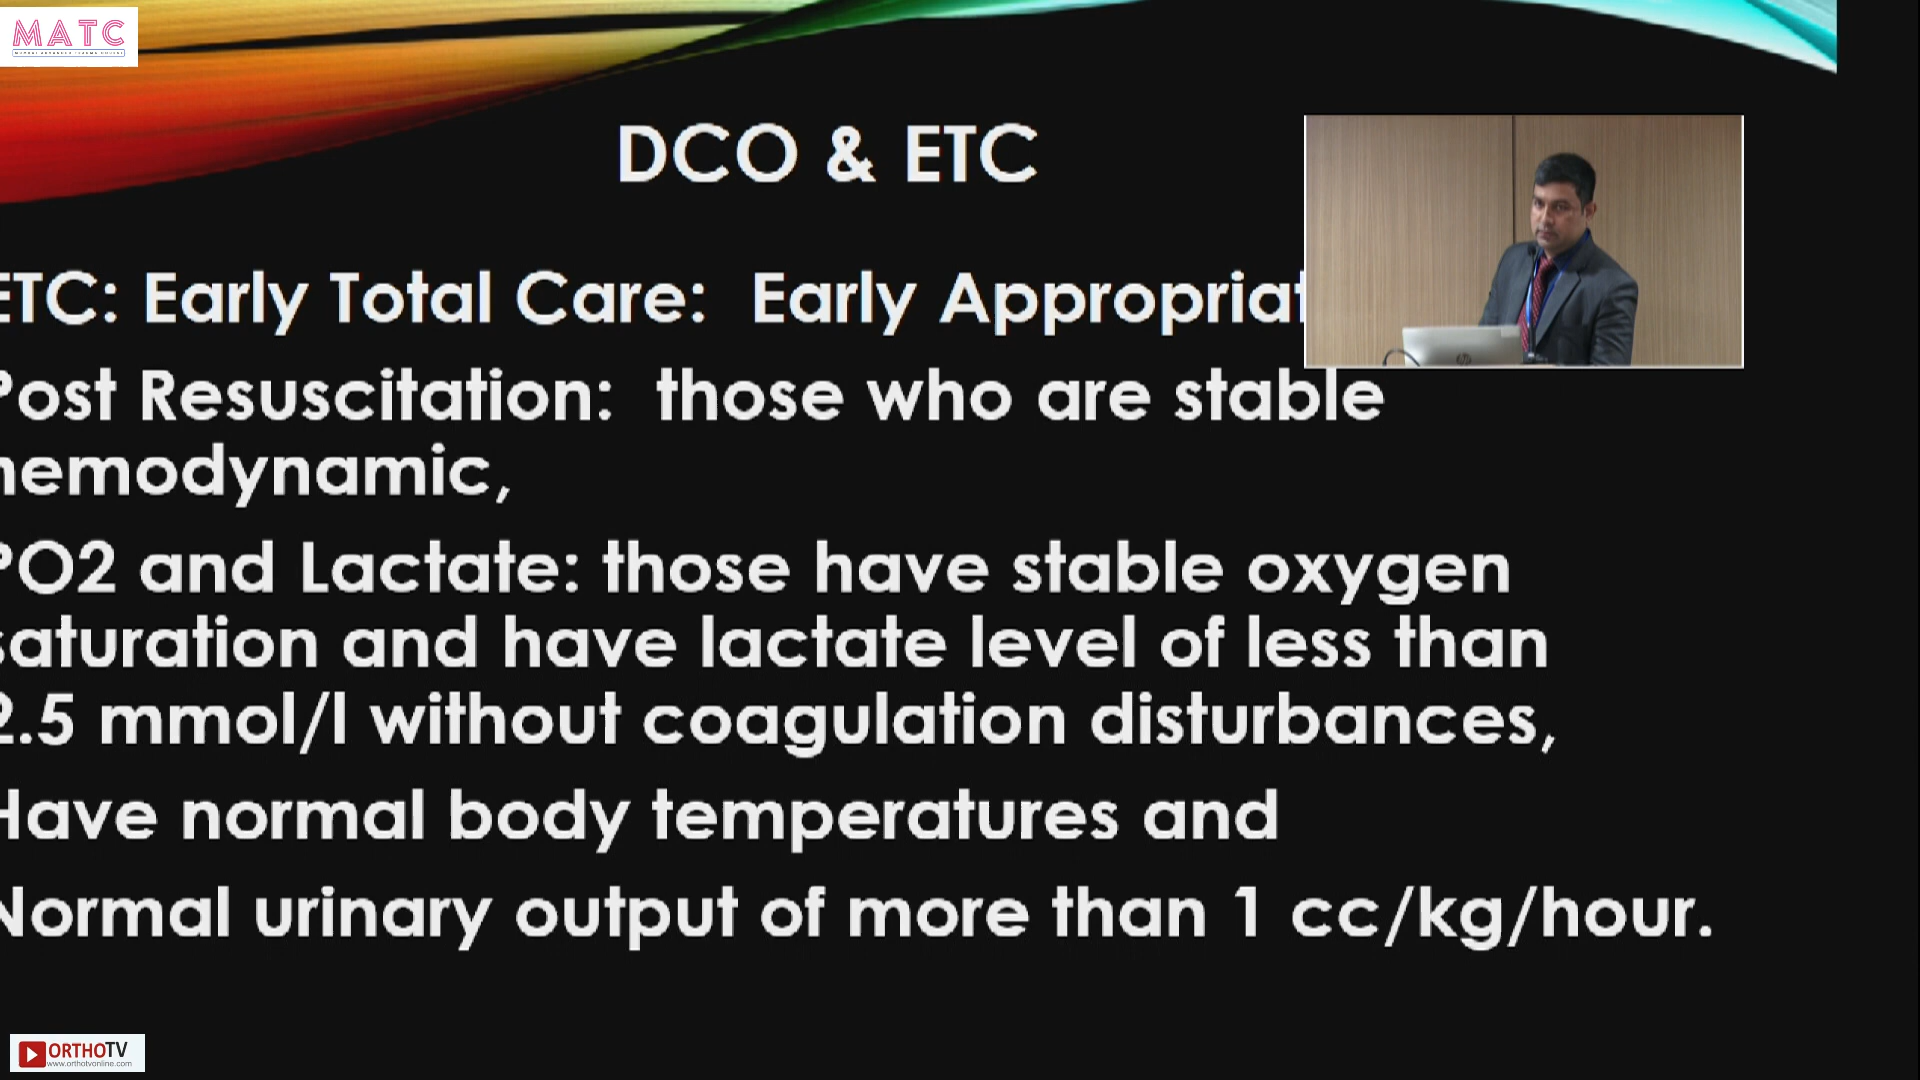 MATC
DCO & ETC
ETC: Early Total Care: Early Appropriat
Post Resuscitation: those who are stable
hemodynamic,
PO2 and Lactate: those have stable oxygen
saturation and have lactate level of less than
2.5 mmol/l without coagulation disturbances,
Have normal body temperatures and
Normal urinary output of more than 1 cc/kg/hour.
ORTHOTV
www.orthotvonline.com